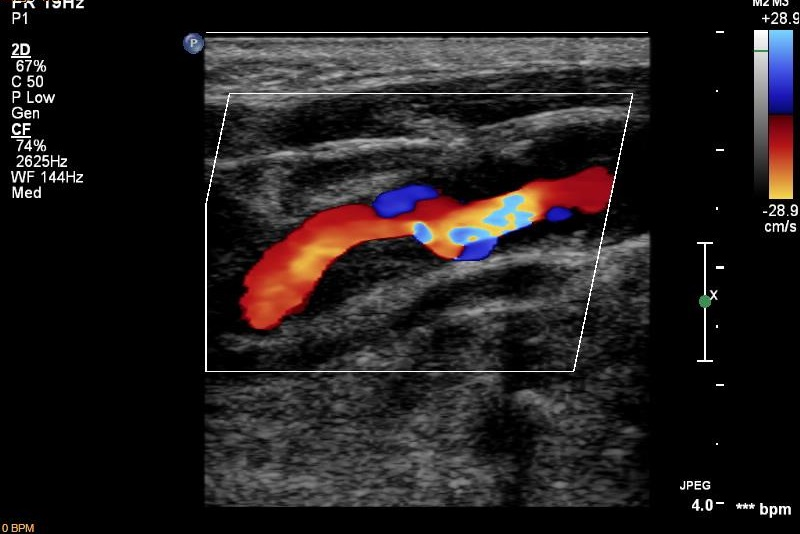 FR 19Hz
P1
2D
67%
C 50
P Low
Gen
CF
74%
2625Hz
WF 144Hz
Med
P
M2 M3
+28.9
-28.9
cm/s
X
JPEG
4.0
*** bpm
0 BPM